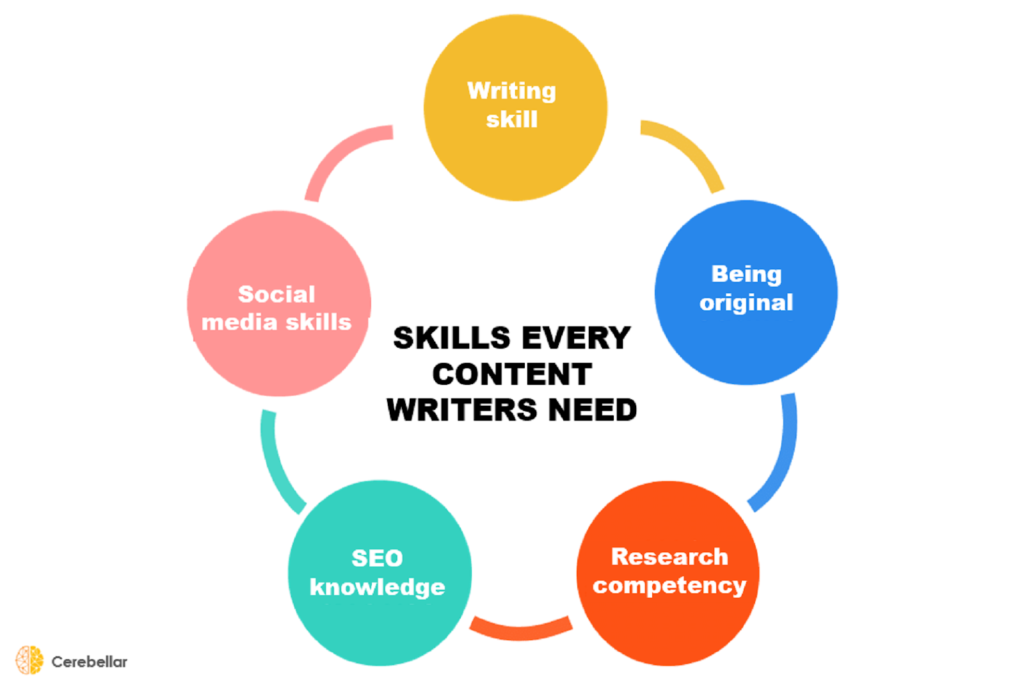 Writing
skill
Being
original
Social
media skills
SKILLS EVERY
CONTENT
WRITERS NEED
Research
competency
SEO
knowledge
Cerebellar